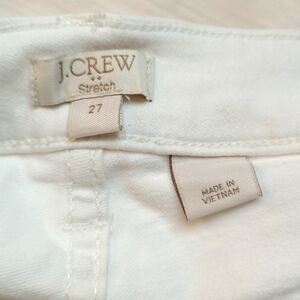 J.CREW
Stretch
27
MADE IN
VIETNAM